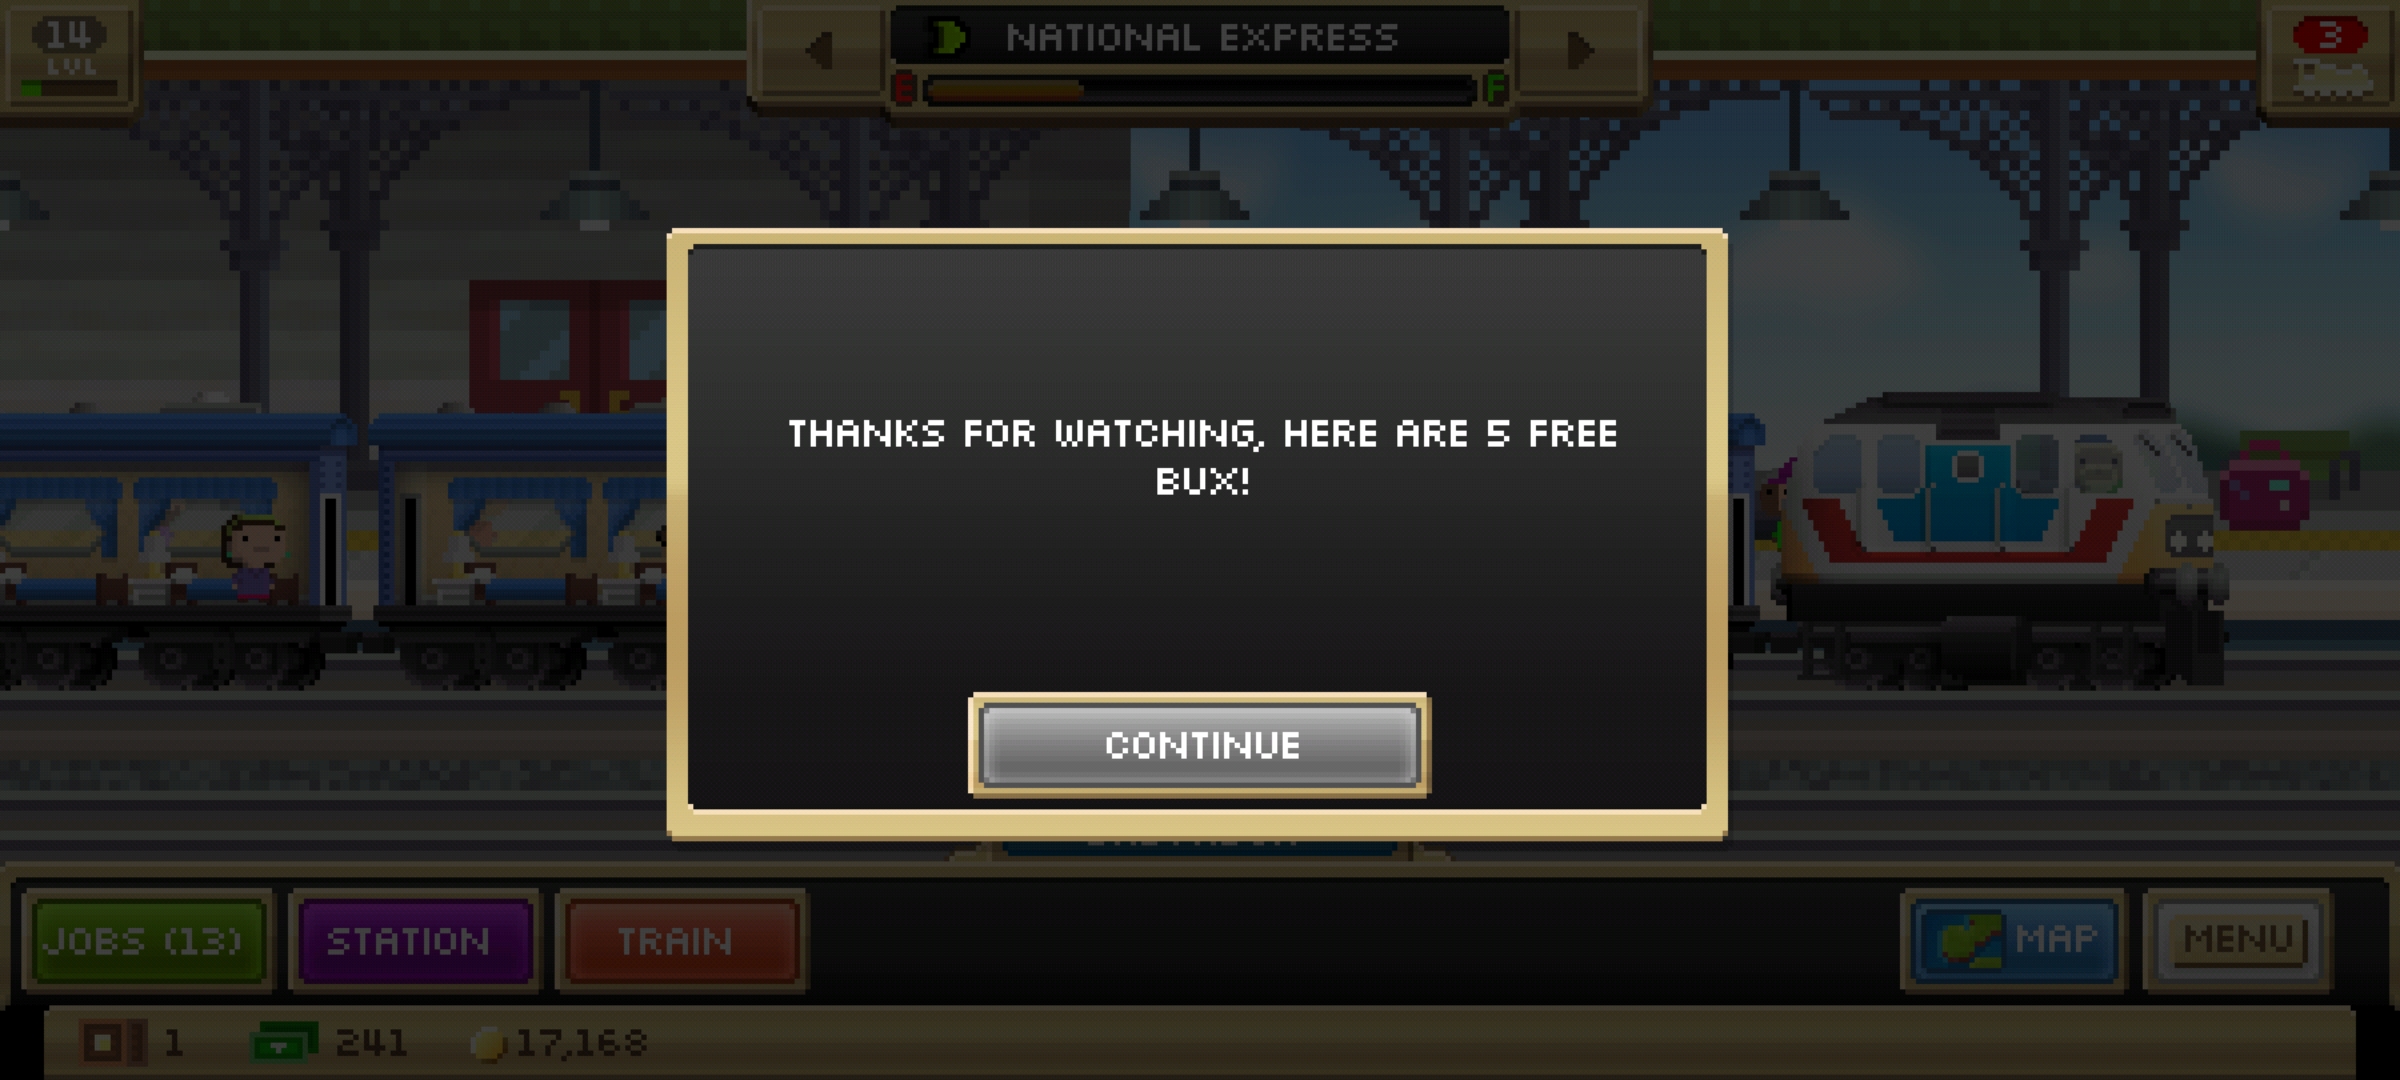 14
LVL
NATIONAL EXPRESS
E F
3
THANKS FOR WATCHING, HERE ARE 5 FREE
BUX!
CONTINUE
JOBS (13) STATION TRAIN MAP MENU
1 241 17,168